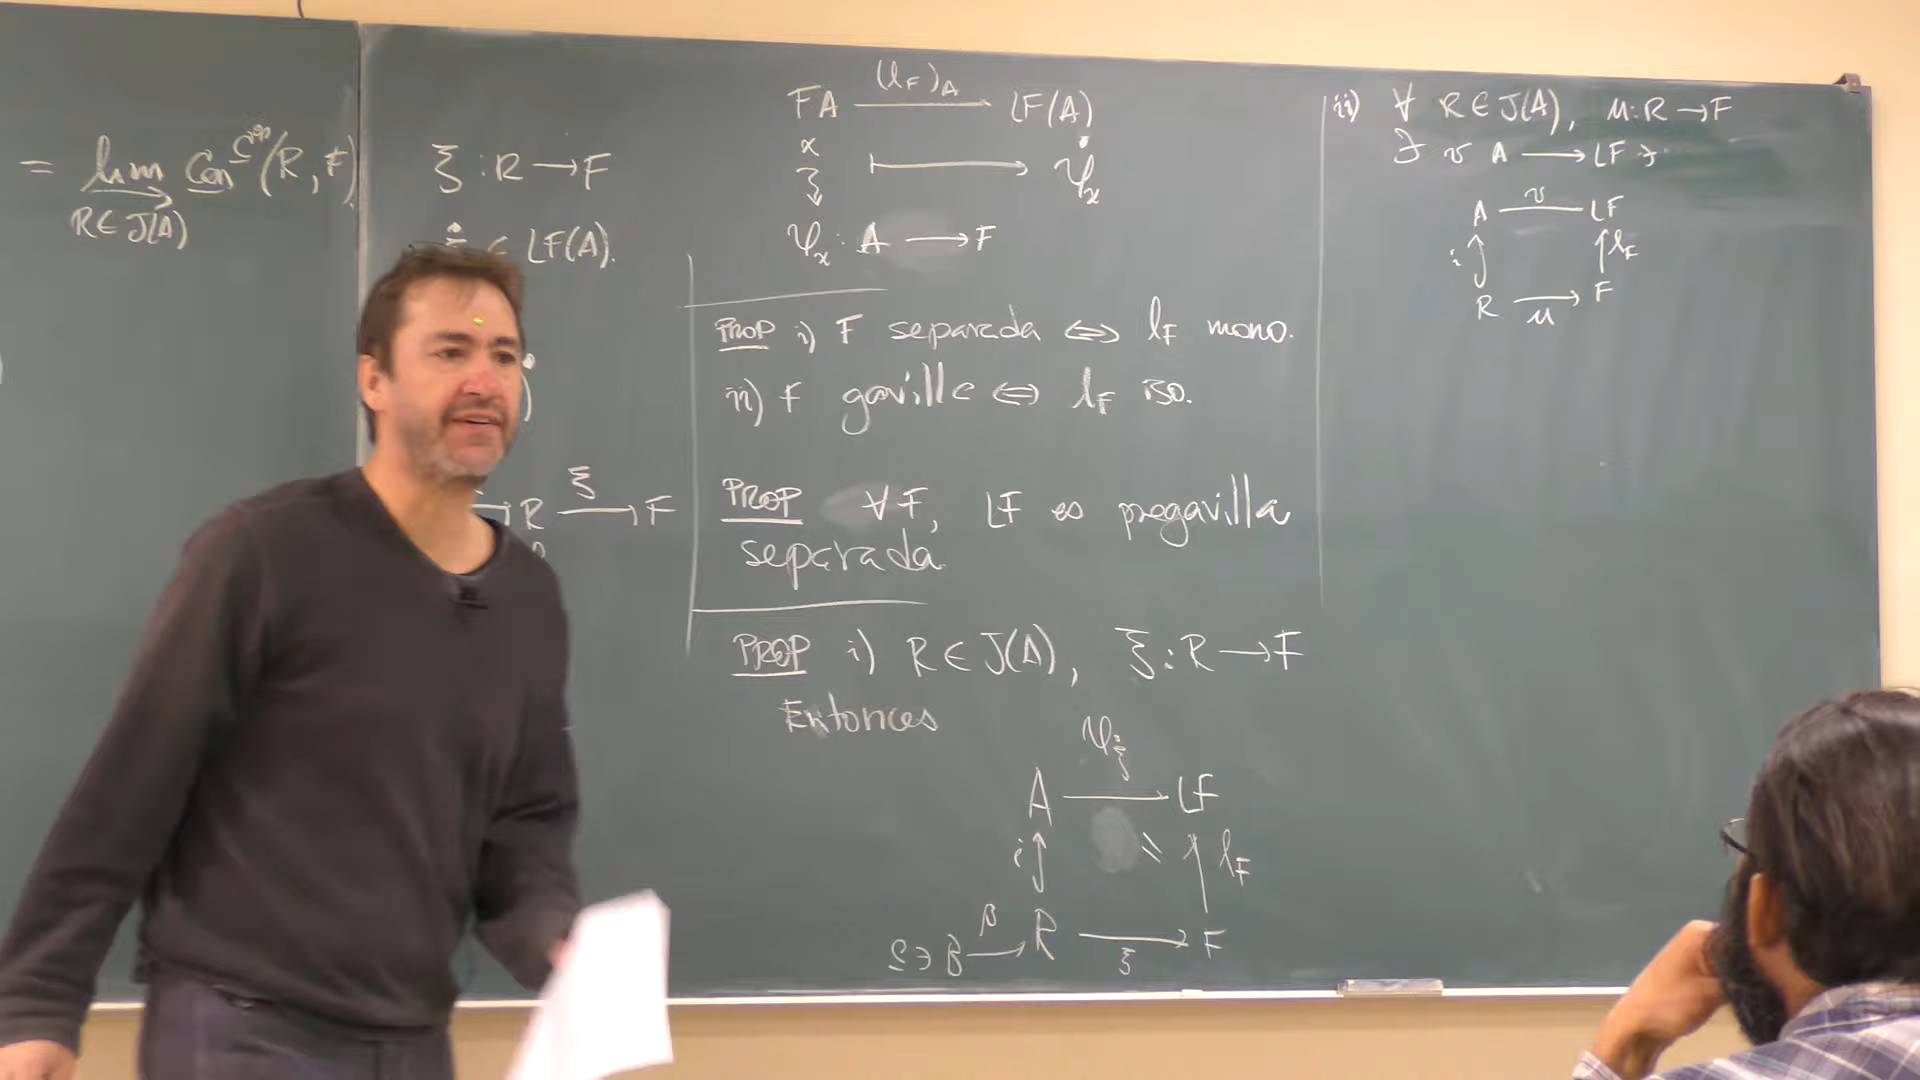 = lim Con^{C^{op}}(R, F)
R∈J(A)
ξ : R → F
∈ LF(A).
R —ξ→ F
FA —(l_F)_A→ LF(A)
x ↦ ψ̇_x
ψ_x : A → F
PROP i) F separada ⇔ l_F mono.
ii) F gavilla ⇔ l_F iso.
PROP ∀F, LF es pregavilla
separada
PROP i) R∈J(A), ξ : R → F
Entonces
ψ_ξ̇
A → LF
i l_F
C∋B —β→ R —ξ→ F
ii) ∀ R∈J(A), u : R → F
∃ v A → LF ∋·
A —v→ LF
i l_F
R —u→ F